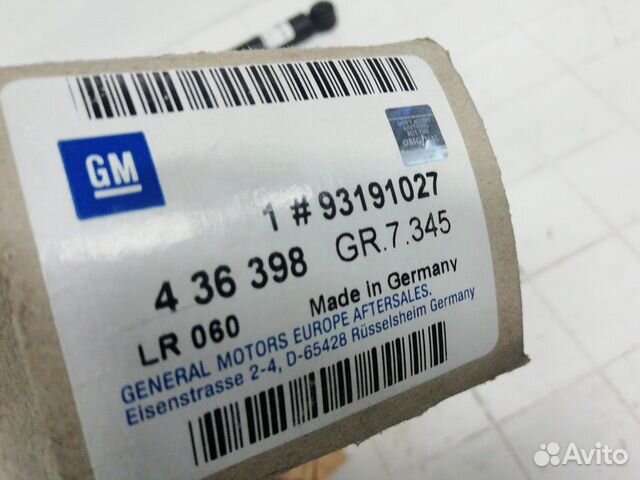 GM
1 # 93191027
4 36 398 GR.7.345
LR 060 Made in Germany
GENERAL MOTORS EUROPE AFTERSALES,
Eisenstrasse 2-4, D-65428 Rüsselsheim Germany
Avito